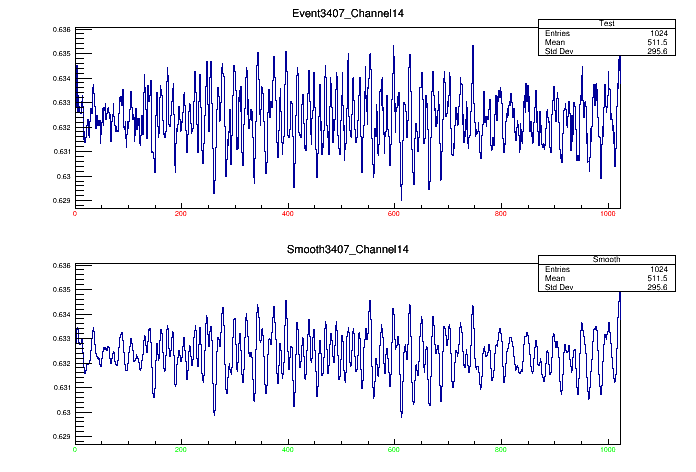 Event3407_Channel14
Test
Entries 1024
Mean 511.5
Std Dev 295.6
0.636
0.635
0.634
0.633
0.632
0.631
0.63
0.629
0 200 400 600 800 1000
Smooth3407_Channel14
Smooth
Entries 1024
Mean 511.5
Std Dev 295.6
0.636
0.635
0.634
0.633
0.632
0.631
0.63
0.629
0 200 400 600 800 1000